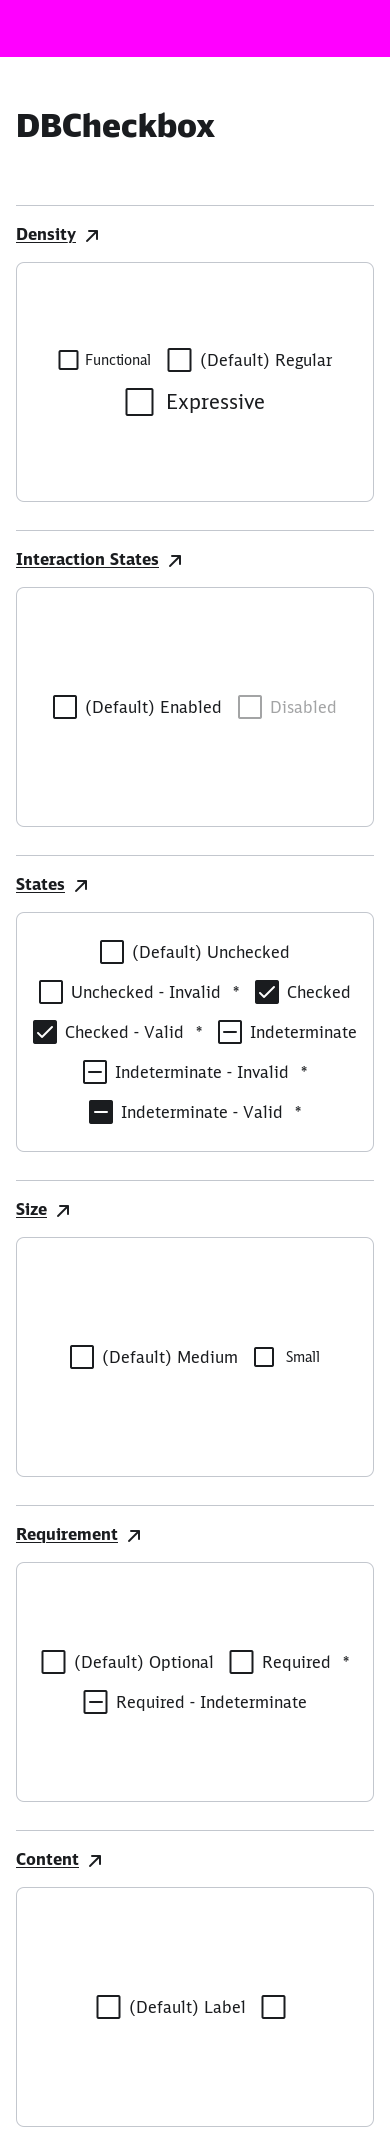 DBCheckbox
Density
Functional (Default) Regular
Expressive
Interaction States
(Default) Enabled Disabled
States
(Default) Unchecked
Unchecked - Invalid * Checked
Checked - Valid * Indeterminate
Indeterminate - Invalid *
Indeterminate - Valid *
Size
(Default) Medium Small
Requirement
(Default) Optional Required *
Required - Indeterminate
Content
(Default) Label